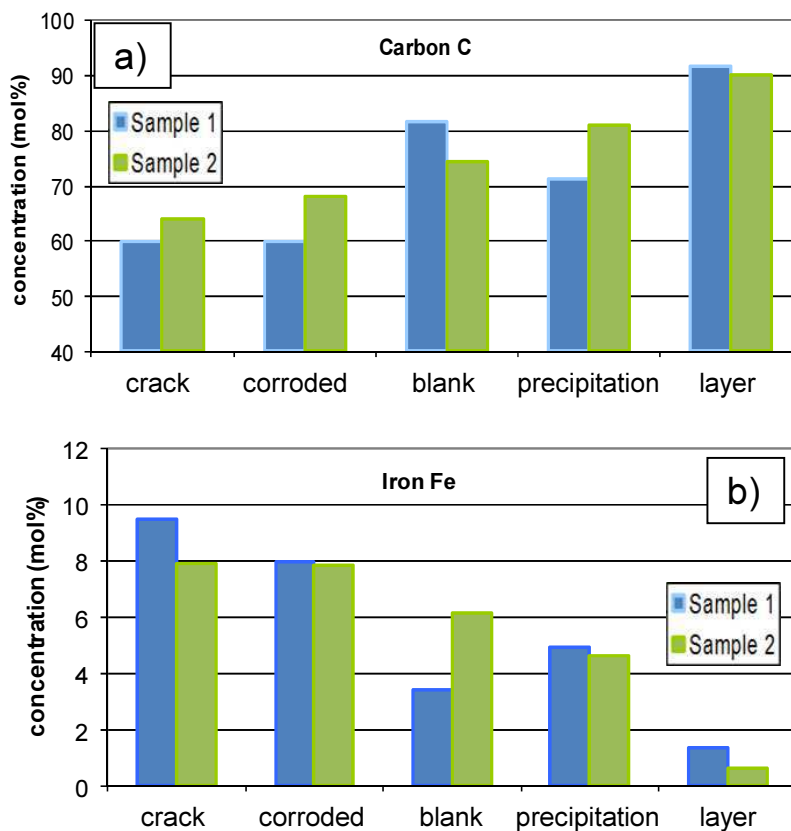 a)
Carbon C
100
90
80
70
60
50
40
concentration (mol%)
Sample 1
Sample 2
crack corroded blank precipitation layer
b)
Iron Fe
12
10
8
6
4
2
0
concentration (mol%)
Sample 1
Sample 2
crack corroded blank precipitation layer